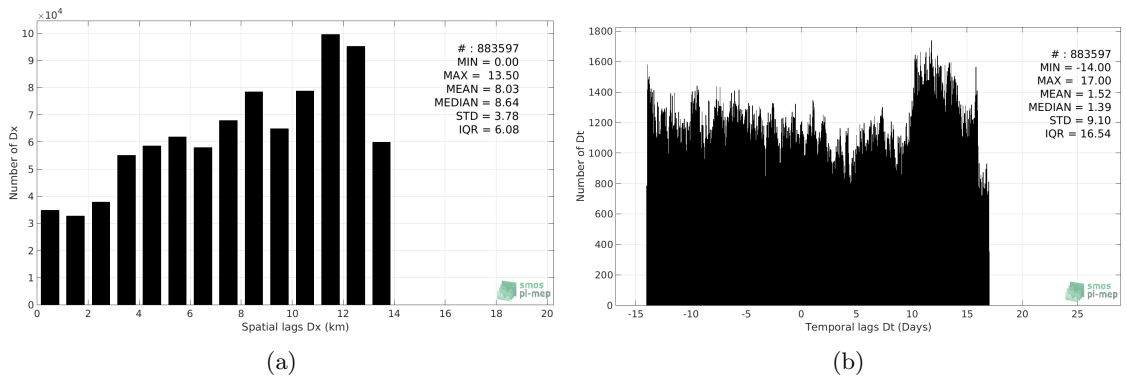 ×10⁴
10
9
8
7
6
5
4
3
2
1
0
Number of Dx
# : 883597
MIN = 0.00
MAX = 13.50
MEAN = 8.03
MEDIAN = 8.64
STD = 3.78
IQR = 6.08
smos
pi-mep
0 2 4 6 8 10 12 14 16 18 20
Spatial lags Dx (km)
(a)
1800
1600
1400
1200
1000
800
600
400
200
0
Number of Dt
# : 883597
MIN = -14.00
MAX = 17.00
MEAN = 1.52
MEDIAN = 1.39
STD = 9.10
IQR = 16.54
smos
pi-mep
-15 -10 -5 0 5 10 15 20 25
Temporal lags Dt (Days)
(b)